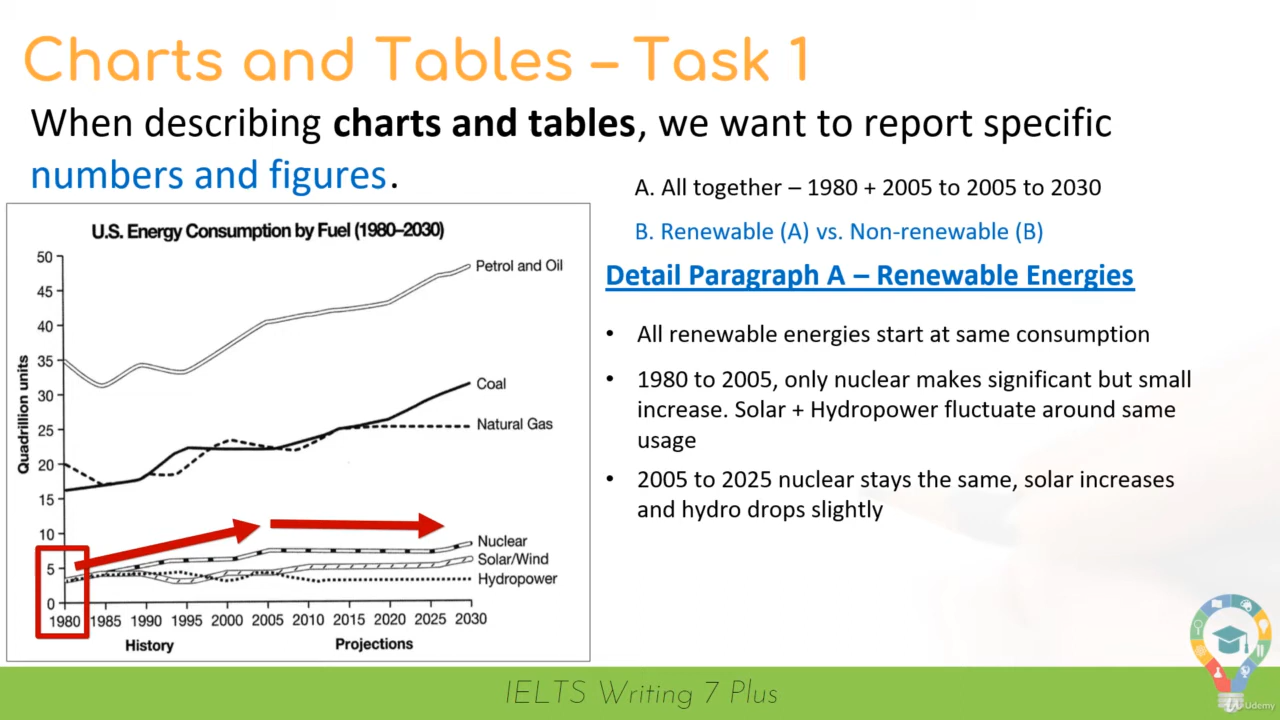 Charts and Tables – Task 1
When describing charts and tables, we want to report specific
numbers and figures.
A. All together – 1980 + 2005 to 2005 to 2030
B. Renewable (A) vs. Non-renewable (B)
Detail Paragraph A – Renewable Energies
• All renewable energies start at same consumption
• 1980 to 2005, only nuclear makes significant but small
increase. Solar + Hydropower fluctuate around same
usage
• 2005 to 2025 nuclear stays the same, solar increases
and hydro drops slightly
U.S. Energy Consumption by Fuel (1980–2030)
Quadrillion units
50
45
40
35
30
25
20
15
10
5
0
Petrol and Oil
Coal
Natural Gas
Nuclear
Solar/Wind
Hydropower
1980 1985 1990 1995 2000 2005 2010 2015 2020 2025 2030
History Projections
IELTS Writing 7 Plus
Udemy